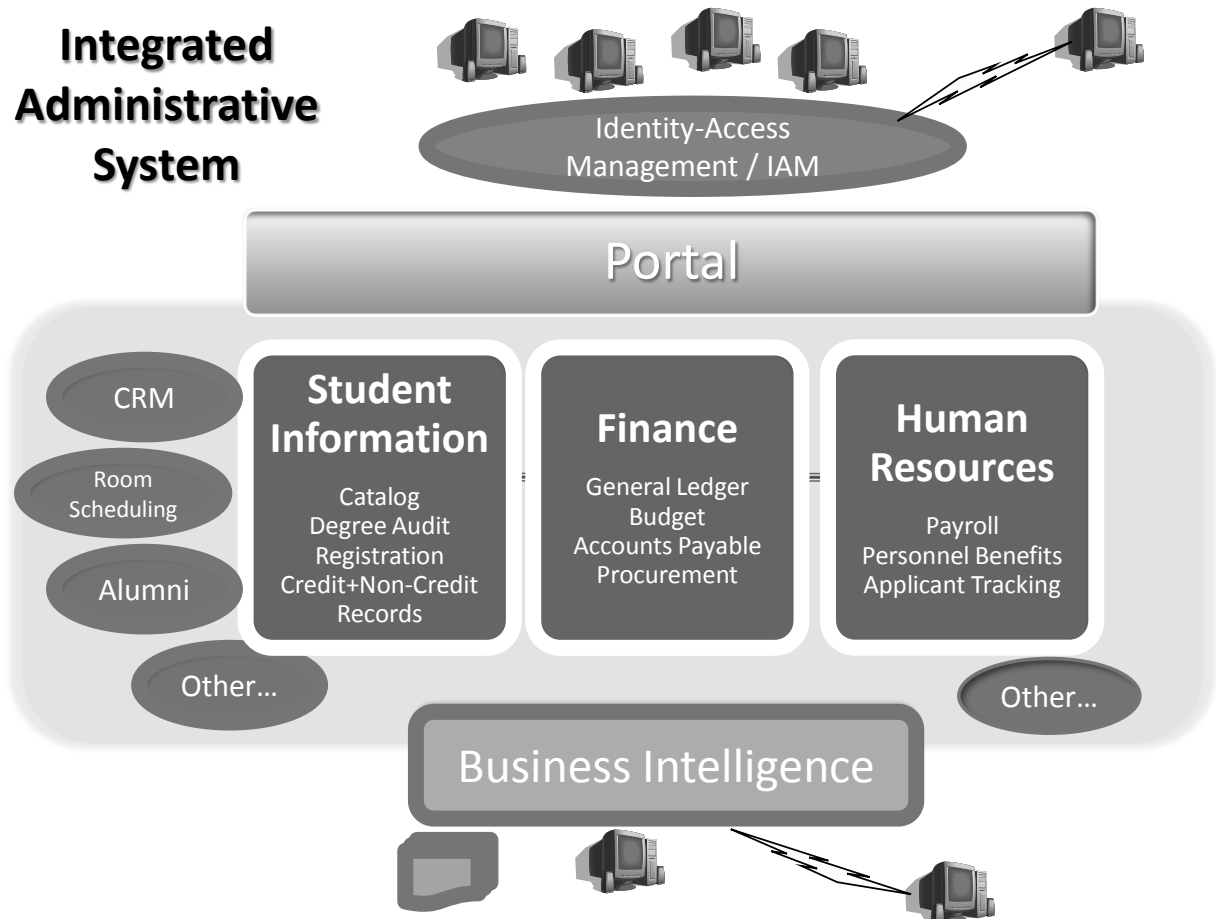 Integrated
Administrative
System
Identity-Access
Management / IAM
Portal
CRM
Room
Scheduling
Alumni
Other…
Student
Information
Catalog
Degree Audit
Registration
Credit+Non-Credit
Records
Finance
General Ledger
Budget
Accounts Payable
Procurement
Human
Resources
Payroll
Personnel Benefits
Applicant Tracking
Other…
Business Intelligence